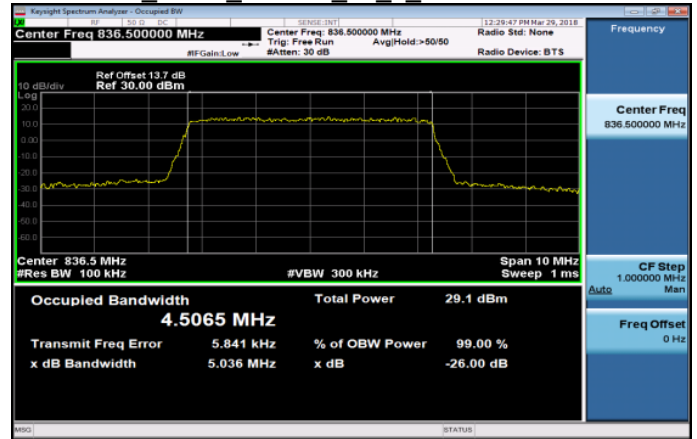 Keysight Spectrum Analyzer - Occupied BW
RF 50 Ω DC SENSE:INT 12:29:47 PM Mar 29, 2018
Center Freq 836.500000 MHz Center Freq: 836.500000 MHz Radio Std: None
Trig: Free Run Avg|Hold:>50/50
#IFGain:Low #Atten: 30 dB Radio Device: BTS
Frequency
Ref Offset 13.7 dB
10 dB/div Ref 30.00 dBm
Log
20.0
10.0
0.00
-10.0
-20.0
-30.0
-40.0
-50.0
-60.0
Center Freq
836.500000 MHz
Center 836.5 MHz Span 10 MHz
#Res BW 100 kHz #VBW 300 kHz Sweep 1 ms
CF Step
1.000000 MHz
Auto Man
Occupied Bandwidth Total Power 29.1 dBm
4.5065 MHz
Transmit Freq Error 5.841 kHz % of OBW Power 99.00 %
x dB Bandwidth 5.036 MHz x dB -26.00 dB
Freq Offset
0 Hz
MSG STATUS